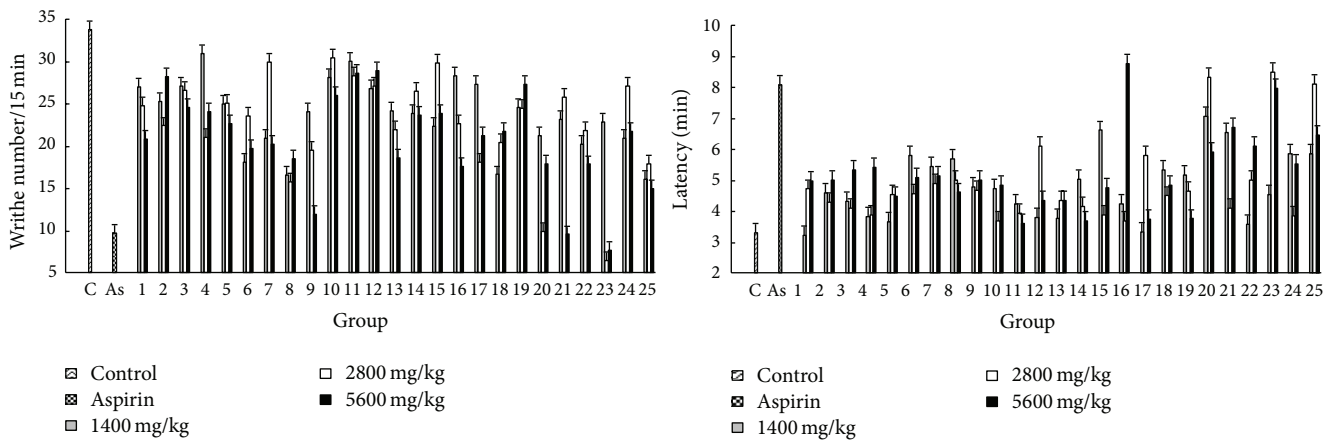 Writhe number/15 min
35
30
25
20
15
10
5
C As 1 2 3 4 5 6 7 8 9 10 11 12 13 14 15 16 17 18 19 20 21 22 23 24 25
Group
Control
Aspirin
1400 mg/kg
2800 mg/kg
5600 mg/kg
Latency (min)
10
9
8
7
6
5
4
3
2
C As 1 2 3 4 5 6 7 8 9 10 11 12 13 14 15 16 17 18 19 20 21 22 23 24 25
Group
Control
Aspirin
1400 mg/kg
2800 mg/kg
5600 mg/kg